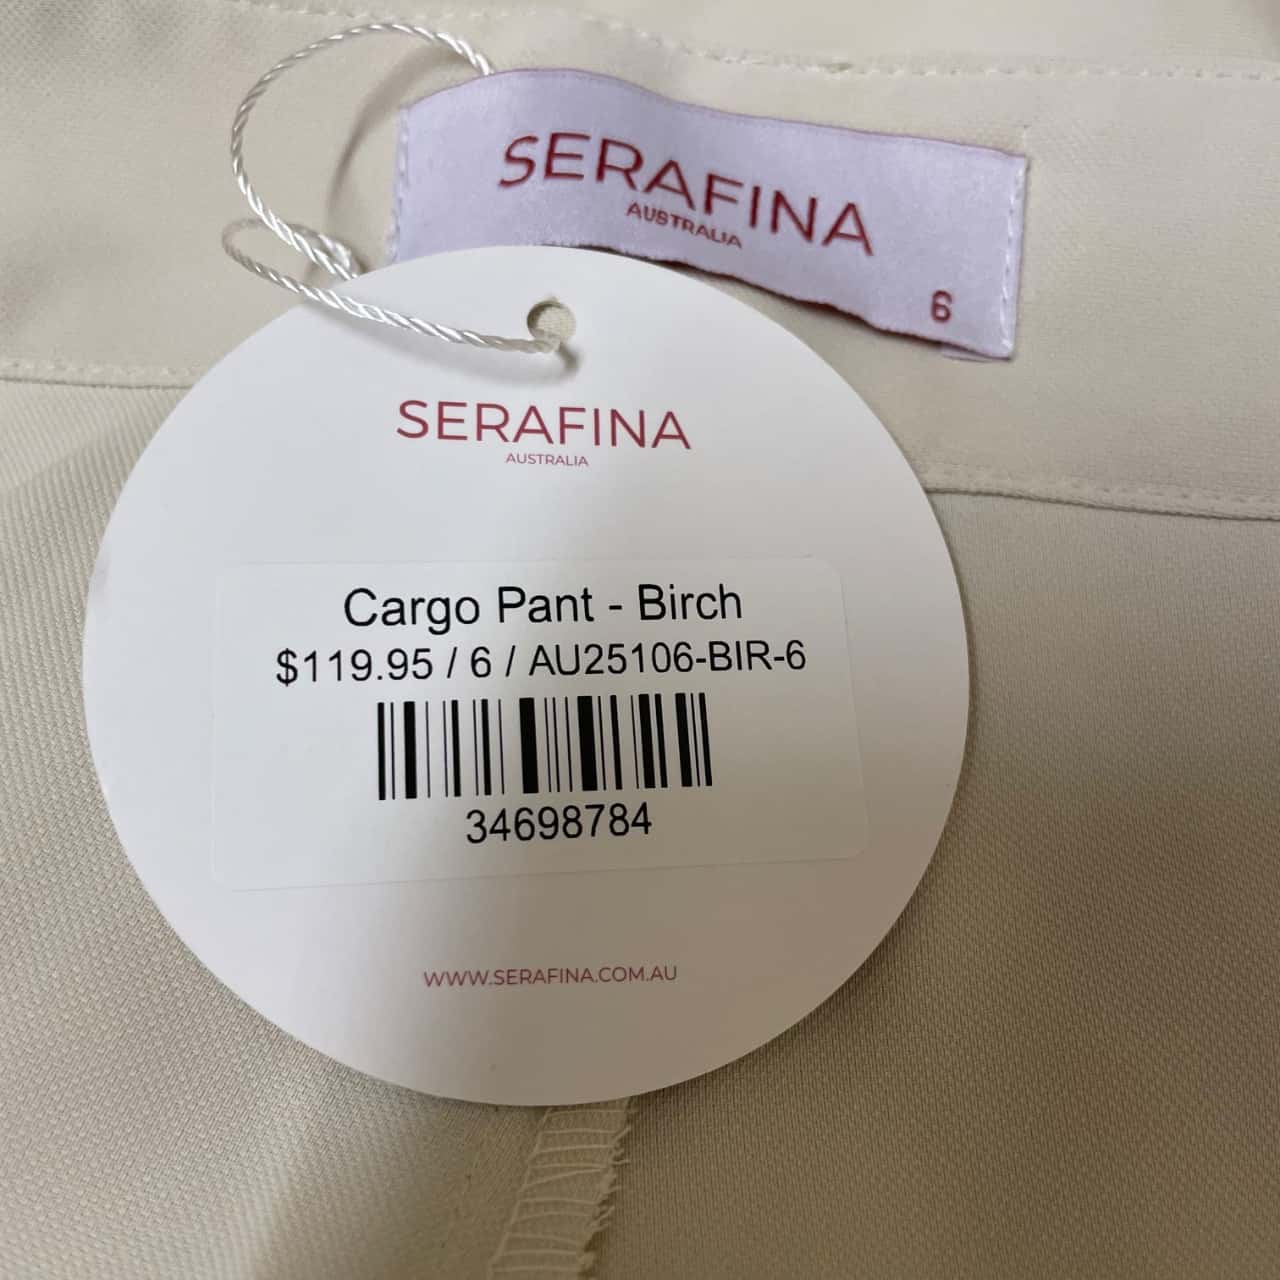 SERAFINA
AUSTRALIA
6
SERAFINA
AUSTRALIA
Cargo Pant - Birch
$119.95 / 6 / AU25106-BIR-6
34698784
WWW.SERAFINA.COM.AU